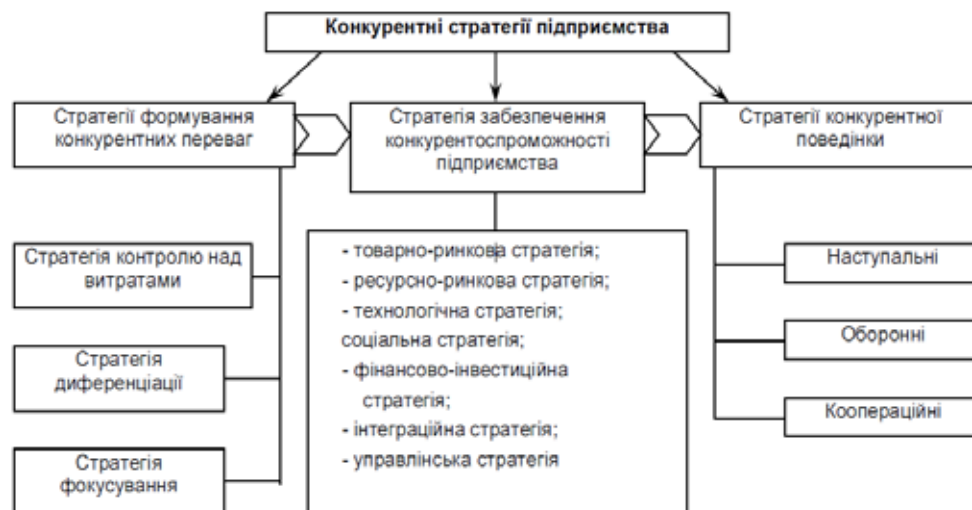 Конкурентні стратегії підприємства
Стратегії формування
конкурентних переваг
Стратегія забезпечення
конкурентоспроможності
підприємства
Стратегії конкурентної
поведінки
Стратегія контролю над
витратами
Стратегія
диференціації
Стратегія
фокусування
- товарно-ринкова стратегія;
- ресурсно-ринкова стратегія;
- технологічна стратегія;
соціальна стратегія;
- фінансово-інвестиційна
стратегія;
- інтеграційна стратегія;
- управлінська стратегія
Наступальні
Оборонні
Коопераційні